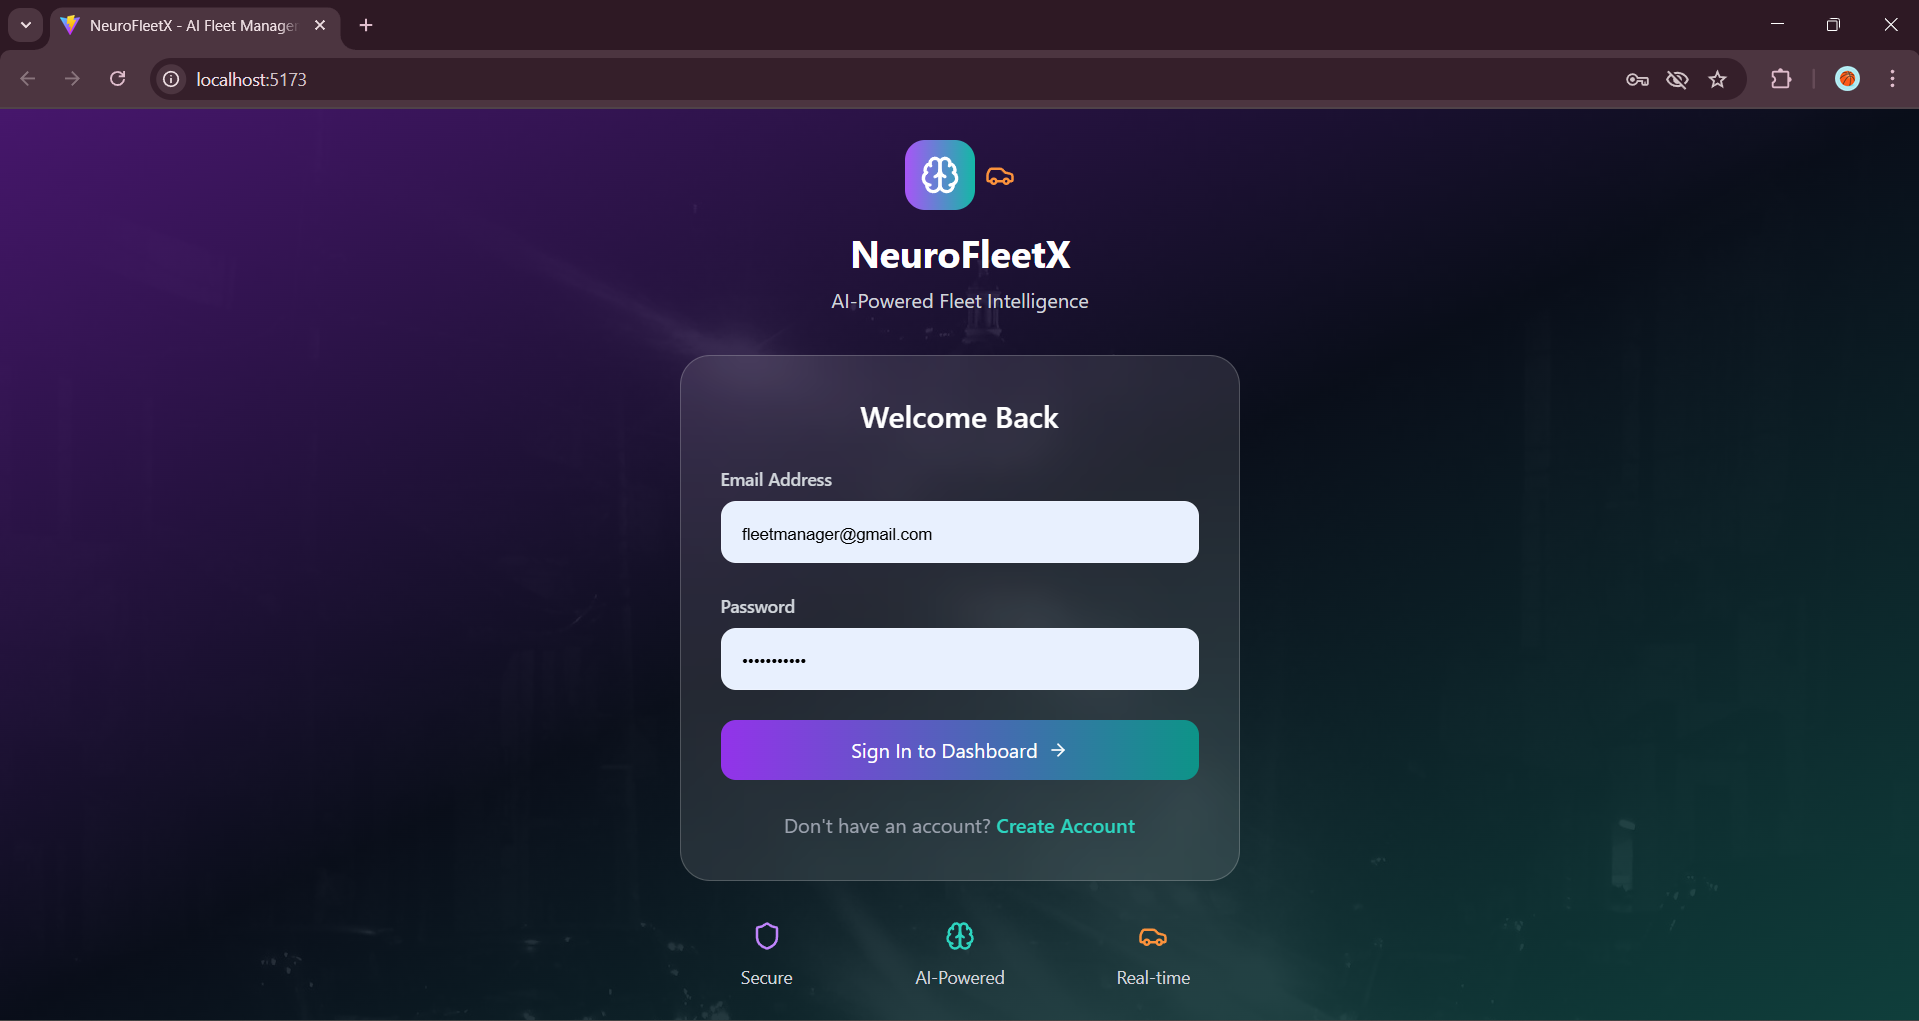 NeuroFleetX - AI Fleet Manager
localhost:5173
NeuroFleetX
AI-Powered Fleet Intelligence
Welcome Back
Email Address
fleetmanager@gmail.com
Password
•••••••••••
Sign In to Dashboard →
Don't have an account? Create Account
Secure
AI-Powered
Real-time